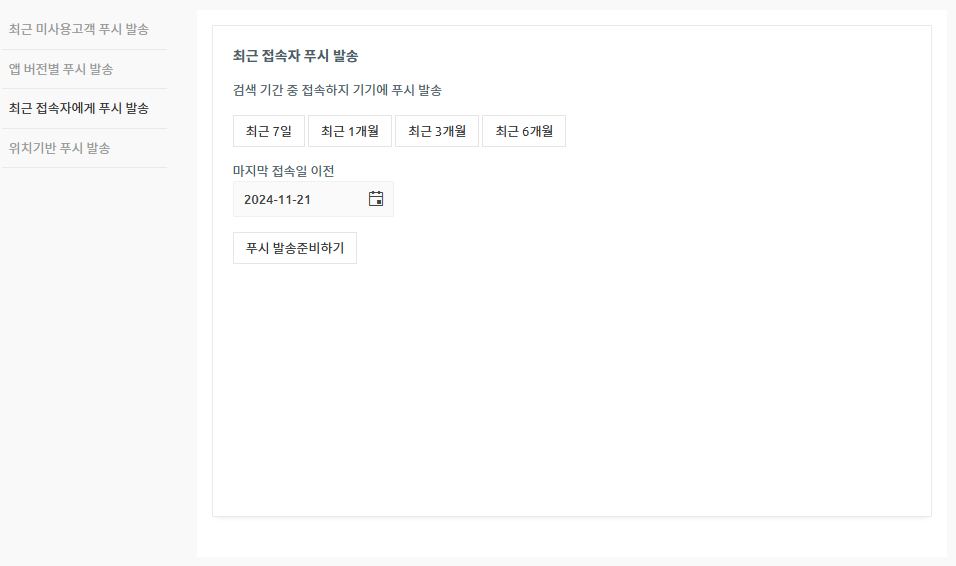 최근 미사용고객 푸시 발송
앱 버전별 푸시 발송
최근 접속자에게 푸시 발송
위치기반 푸시 발송
최근 접속자 푸시 발송
검색 기간 중 접속하지 기기에 푸시 발송
최근 7일 최근 1개월 최근 3개월 최근 6개월
마지막 접속일 이전
2024-11-21
푸시 발송준비하기